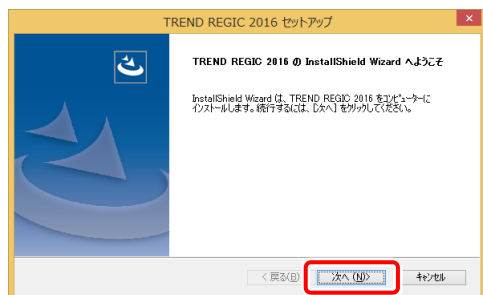 TREND REGIC 2016 セットアップ
TREND REGIC 2016 の InstallShield Wizard へようこそ
InstallShield Wizard は、TREND REGIC 2016 をコンピューターに
インストールします。続行するには、[次へ] をクリックしてください。
< 戻る(B)
次へ (N)>
キャンセル